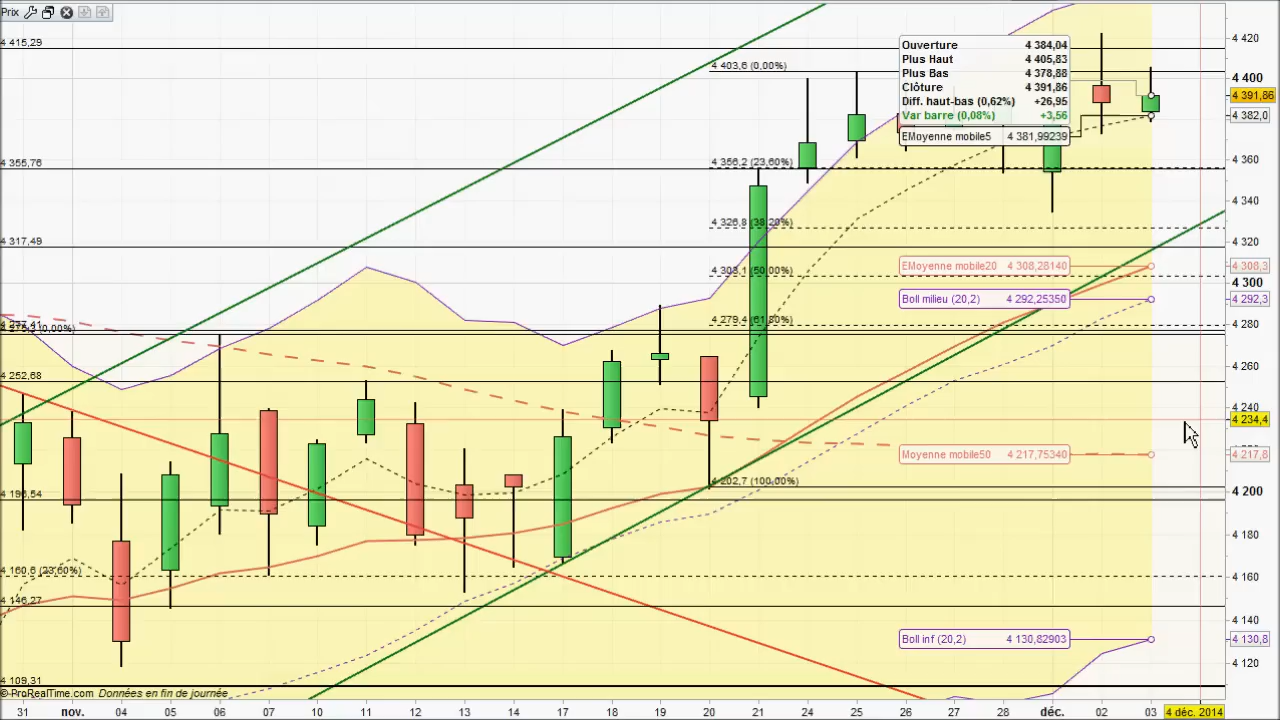 Prix
4 415,29
4 403,6 (0,00%)
4 355,76
4 356,2 (23,60%)
4 326,8 (38,20%)
4 317,49
4 303,1 (50,00%)
4 279,4 (61,80%)
4 277,41
(0,00%)
4 252,68
4 202,7 (100,00%)
4 196,54
4 160,6 (23,60%)
4 146,27
4 109,31
Ouverture 4 384,04
Plus Haut 4 405,83
Plus Bas 4 378,88
Clôture 4 391,86
Diff. haut-bas (0,62%) +26,95
Var barre (0,08%) +3,56
EMoyenne mobile5 4 381,99239
EMoyenne mobile20 4 308,28140
Boll milieu (20,2) 4 292,25350
Moyenne mobile50 4 217,75340
Boll inf (20,2) 4 130,82903
4 420
4 400
4 391,86
4 382,0
4 360
4 340
4 320
4 308,3
4 300
4 292,3
4 280
4 260
4 240
4 234,4
4 217,8
4 200
4 180
4 160
4 140
4 130,8
4 120
© ProRealTime.com Données en fin de journée
31 nov. 04 05 06 07 10 11 12 13 14 17 18 19 20 21 24 25 26 27 28 déc. 02 03 4 déc. 2014